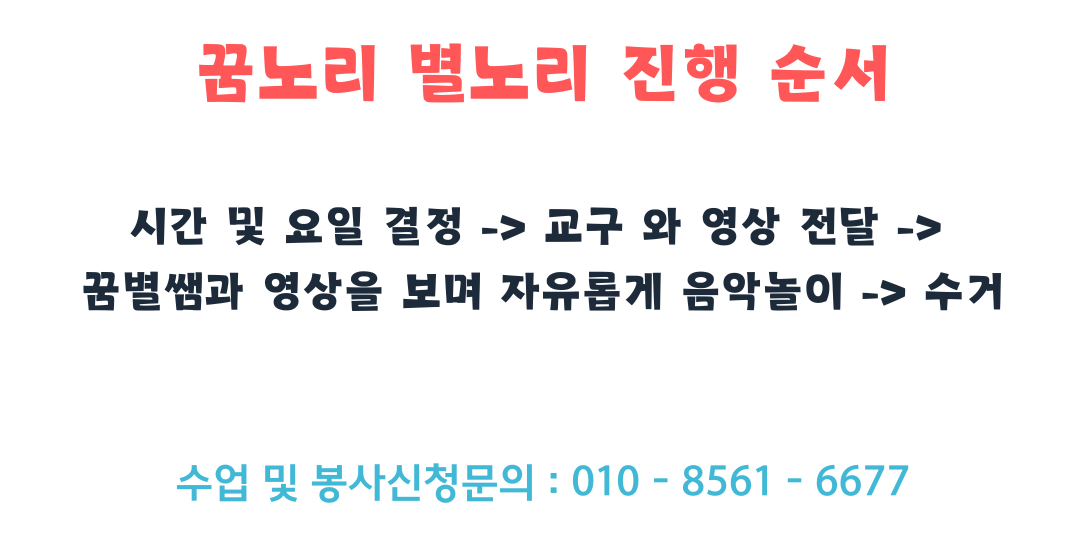 꿈노리 별노리 진행 순서
시간 및 요일 결정 -> 교구 와 영상 전달 ->
꿈별쌤과 영상을 보며 자유롭게 음악놀이 -> 수거
수업 및 봉사신청문의 : 010 - 8561 - 6677